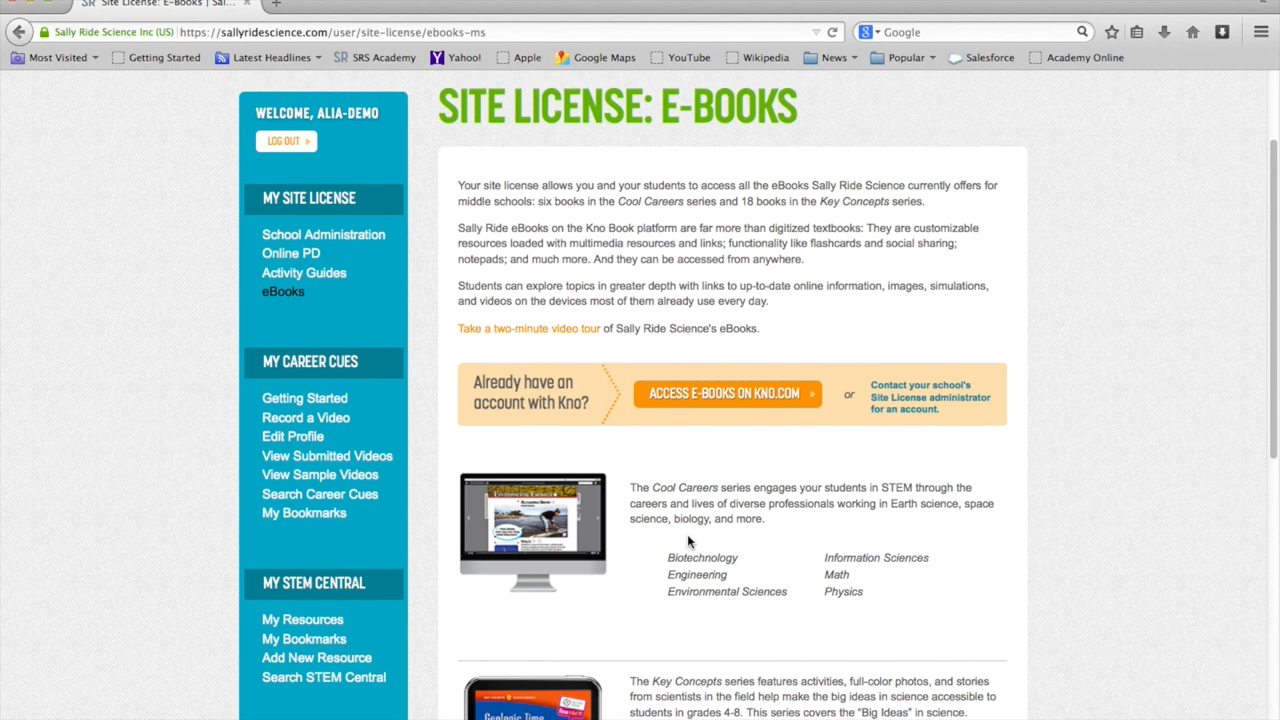 SR Site License: E-Books | Sal...
Sally Ride Science Inc (US) https://sallyridescience.com/user/site-license/ebooks-ms Google
Most Visited Getting Started Latest Headlines SRS Academy Yahoo! Apple Google Maps YouTube Wikipedia News Popular Salesforce Academy Online
WELCOME, ALIA-DEMO
LOG OUT
MY SITE LICENSE
School Administration
Online PD
Activity Guides
eBooks
MY CAREER CUES
Getting Started
Record a Video
Edit Profile
View Submitted Videos
View Sample Videos
Search Career Cues
My Bookmarks
MY STEM CENTRAL
My Resources
My Bookmarks
Add New Resource
Search STEM Central
SITE LICENSE: E-BOOKS
Your site license allows you and your students to access all the eBooks Sally Ride Science currently offers for
middle schools: six books in the Cool Careers series and 18 books in the Key Concepts series.
Sally Ride eBooks on the Kno Book platform are far more than digitized textbooks: They are customizable
resources loaded with multimedia resources and links; functionality like flashcards and social sharing;
notepads; and much more. And they can be accessed from anywhere.
Students can explore topics in greater depth with links to up-to-date online information, images, simulations,
and videos on the devices most of them already use every day.
Take a two-minute video tour of Sally Ride Science's eBooks.
Already have an
account with Kno?
ACCESS E-BOOKS ON KNO.COM
or
Contact your school's
Site License administrator
for an account.
The Cool Careers series engages your students in STEM through the
careers and lives of diverse professionals working in Earth science, space
science, biology, and more.
Biotechnology Information Sciences
Engineering Math
Environmental Sciences Physics
Geologic Time
The Key Concepts series features activities, full-color photos, and stories
from scientists in the field help make the big ideas in science accessible to
students in grades 4-8. This series covers the “Big Ideas” in science.